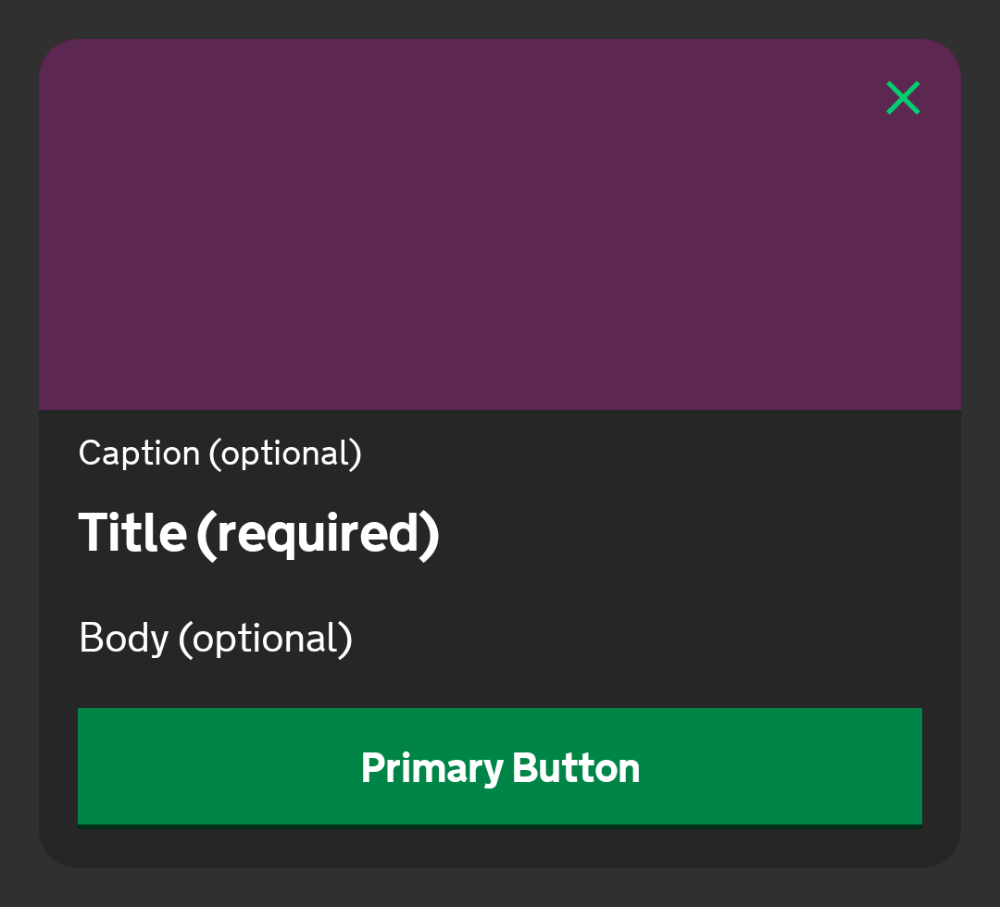 Caption (optional)
Title (required)
Body (optional)
Primary Button